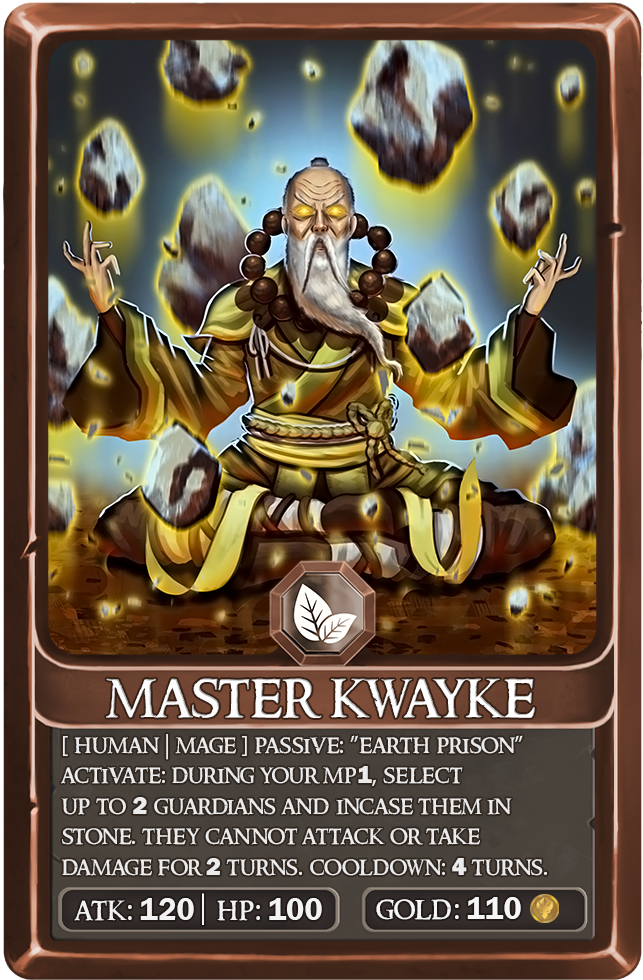 MASTER KWAYKE
[ HUMAN | MAGE ] PASSIVE: "EARTH PRISON"
ACTIVATE: DURING YOUR MP1, SELECT
UP TO 2 GUARDIANS AND INCASE THEM IN
STONE. THEY CANNOT ATTACK OR TAKE
DAMAGE FOR 2 TURNS. COOLDOWN: 4 TURNS.
ATK: 120 | HP: 100 GOLD: 110